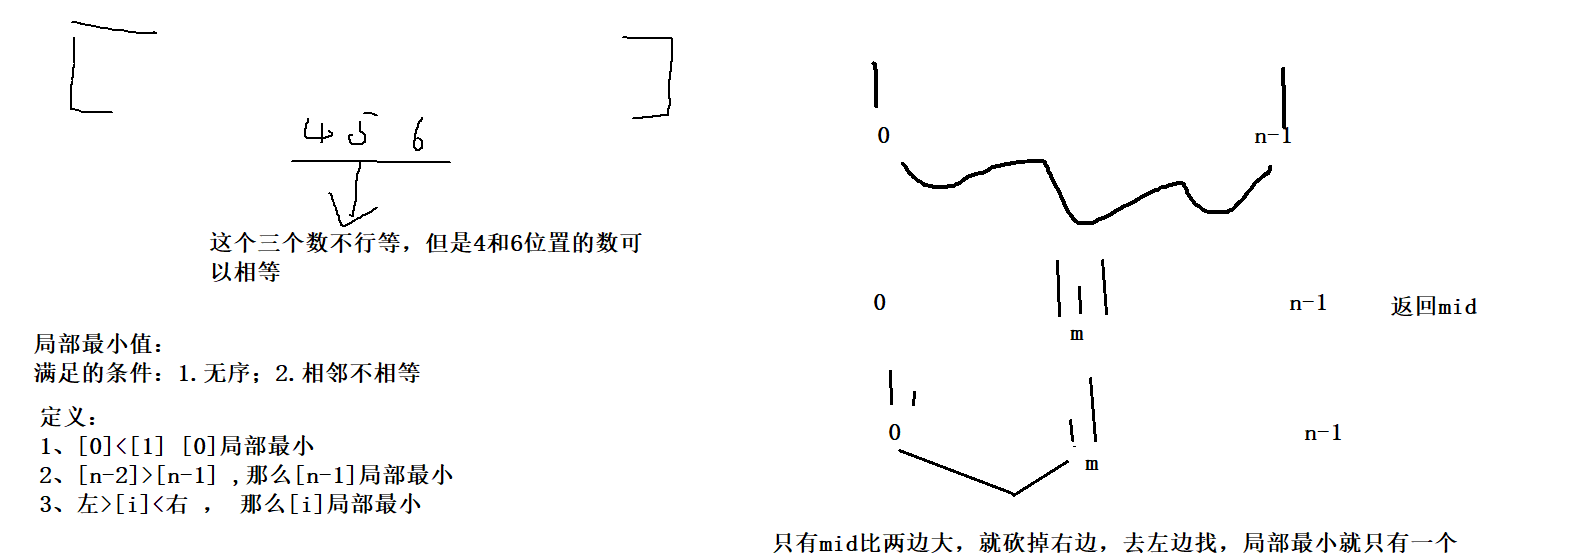 4 5 6
这个三个数不行等，但是4和6位置的数可
以相等
局部最小值：
满足的条件：1.无序；2.相邻不相等
定义：
1、[0]<[1] [0]局部最小
2、[n-2]>[n-1] ,那么[n-1]局部最小
3、左>[i]<右 ， 那么[i]局部最小
0 n-1
0 n-1 返回mid
m
0 n-1
m
只有mid比两边大，就砍掉右边，去左边找，局部最小就只有一个